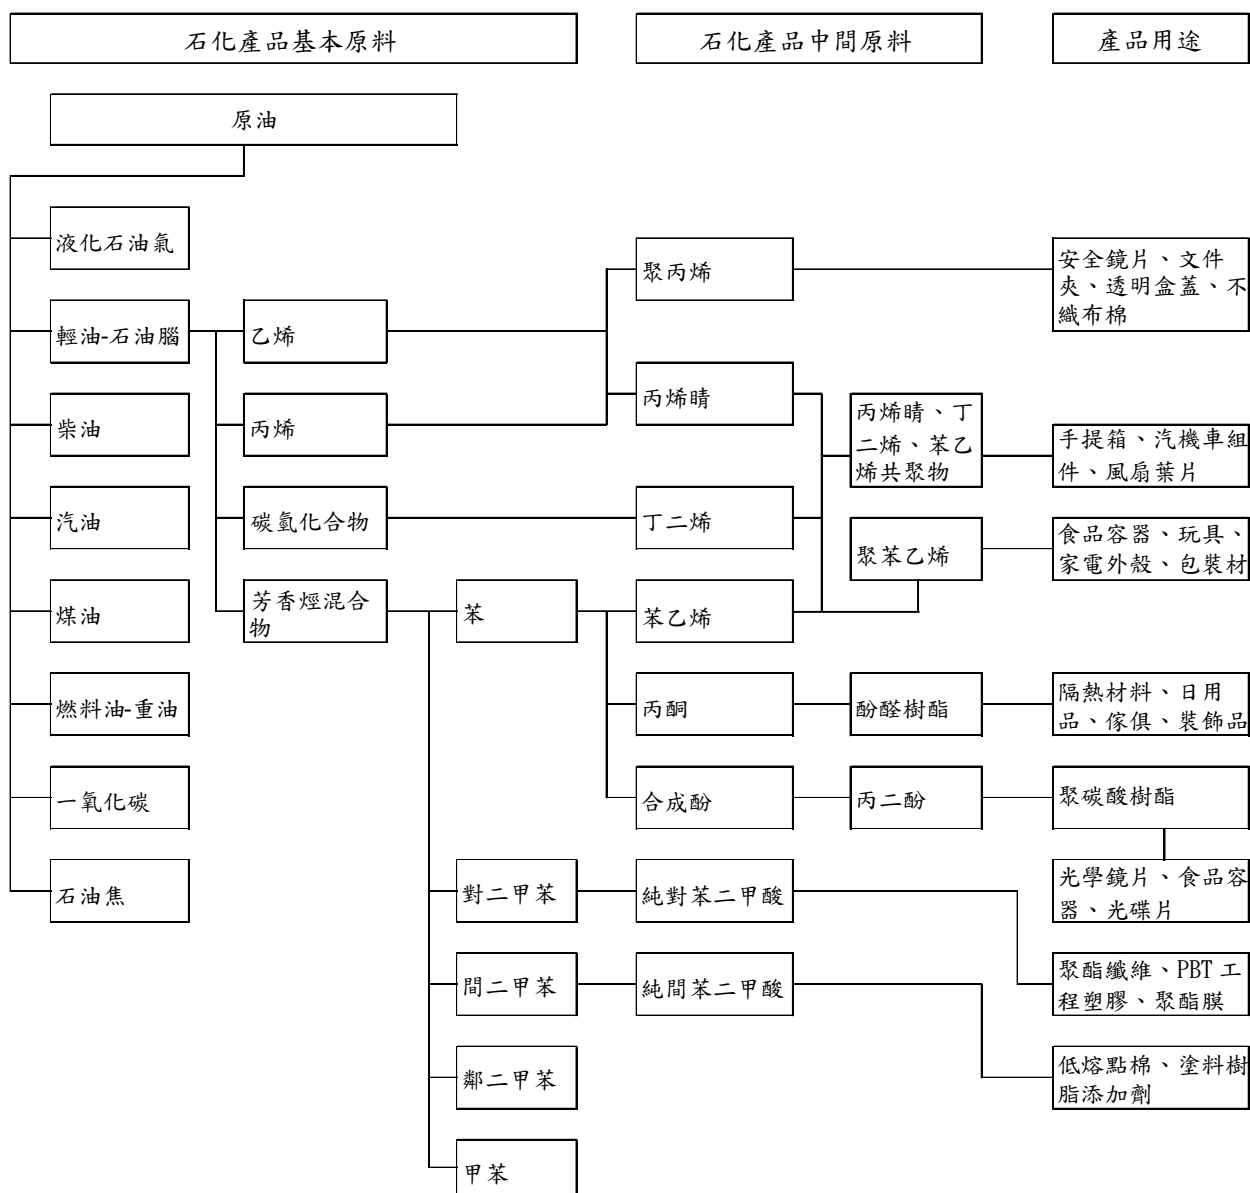 石化產品基本原料
石化產品中間原料
產品用途
原油
液化石油氣
輕油-石油腦
柴油
汽油
煤油
燃料油-重油
一氧化碳
石油焦
乙烯
丙烯
碳氫化合物
芳香烴混合
物
苯
對二甲苯
間二甲苯
鄰二甲苯
甲苯
聚丙烯
丙烯晴
丁二烯
苯乙烯
丙酮
合成酚
純對苯二甲酸
純間苯二甲酸
丙烯晴、丁
二烯、苯乙
烯共聚物
聚苯乙烯
酚醛樹酯
丙二酚
安全鏡片、文件
夾、透明盒蓋、不
織布棉
手提箱、汽機車組
件、風扇葉片
食品容器、玩具、
家電外殼、包裝材
隔熱材料、日用
品、傢俱、裝飾品
聚碳酸樹酯
光學鏡片、食品容
器、光碟片
聚酯纖維、PBT 工
程塑膠、聚酯膜
低熔點棉、塗料樹
脂添加劑